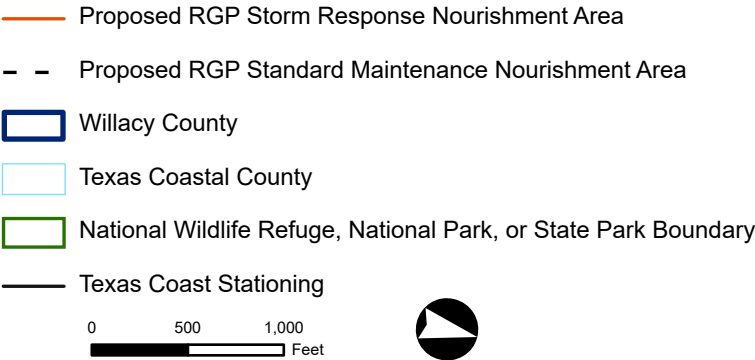 Proposed RGP Storm Response Nourishment Area
Proposed RGP Standard Maintenance Nourishment Area
Willacy County
Texas Coastal County
National Wildlife Refuge, National Park, or State Park Boundary
Texas Coast Stationing
0 500 1,000
Feet